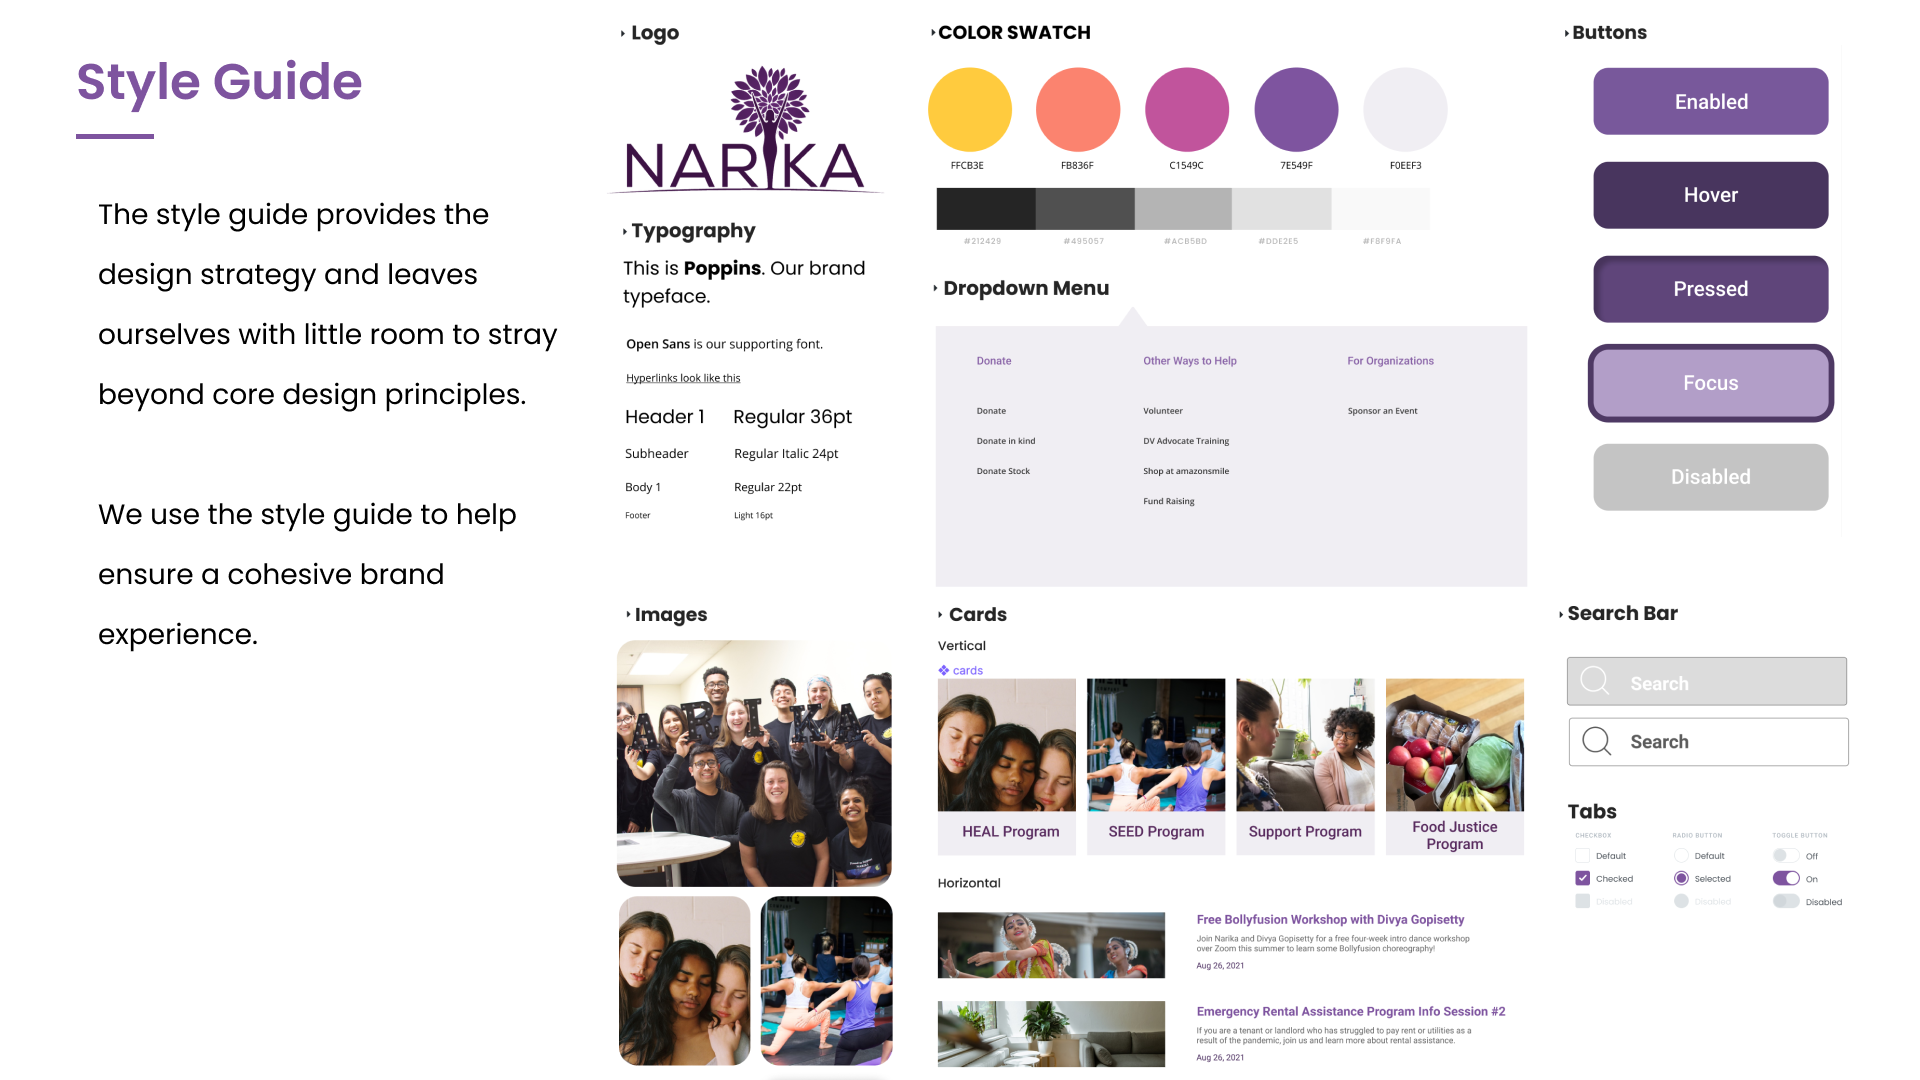 Style Guide
The style guide provides the
design strategy and leaves
ourselves with little room to stray
beyond core design principles.
We use the style guide to help
ensure a cohesive brand
experience.
Logo
NARIKA
Typography
This is Poppins. Our brand
typeface.
Open Sans is our supporting font.
Hyperlinks look like this
Header 1 Regular 36pt
Subheader Regular Italic 24pt
Body 1 Regular 22pt
Footer Light 16pt
Images
NARIKA
COLOR SWATCH
FFCB3E FB836F C1549C 7E549F F0EEF3
#212429 #495057 #ACB5BD #DDE2E5 #F8F9FA
Dropdown Menu
Donate Other Ways to Help For Organizations
Donate Volunteer Sponsor an Event
Donate in kind DV Advocate Training
Donate Stock Shop at amazonsmile
Fund Raising
Cards
Vertical
cards
HEAL Program SEED Program Support Program Food Justice
Program
Horizontal
Free Bollyfusion Workshop with Divya Gopisetty
Join Narika and Divya Gopisetty for a free four-week intro dance workshop
over Zoom this summer to learn some Bollyfusion choreography!
Aug 26, 2021
Emergency Rental Assistance Program Info Session #2
If you are a tenant or landlord who has struggled to pay rent or utilities as a
result of the pandemic, join us and learn more about rental assistance.
Aug 26, 2021
Buttons
Enabled
Hover
Pressed
Focus
Disabled
Search Bar
Search
Search
Tabs
CHECKBOX RADIO BUTTON TOGGLE BUTTON
Default Default Off
Checked Selected On
Disabled Disabled Disabled